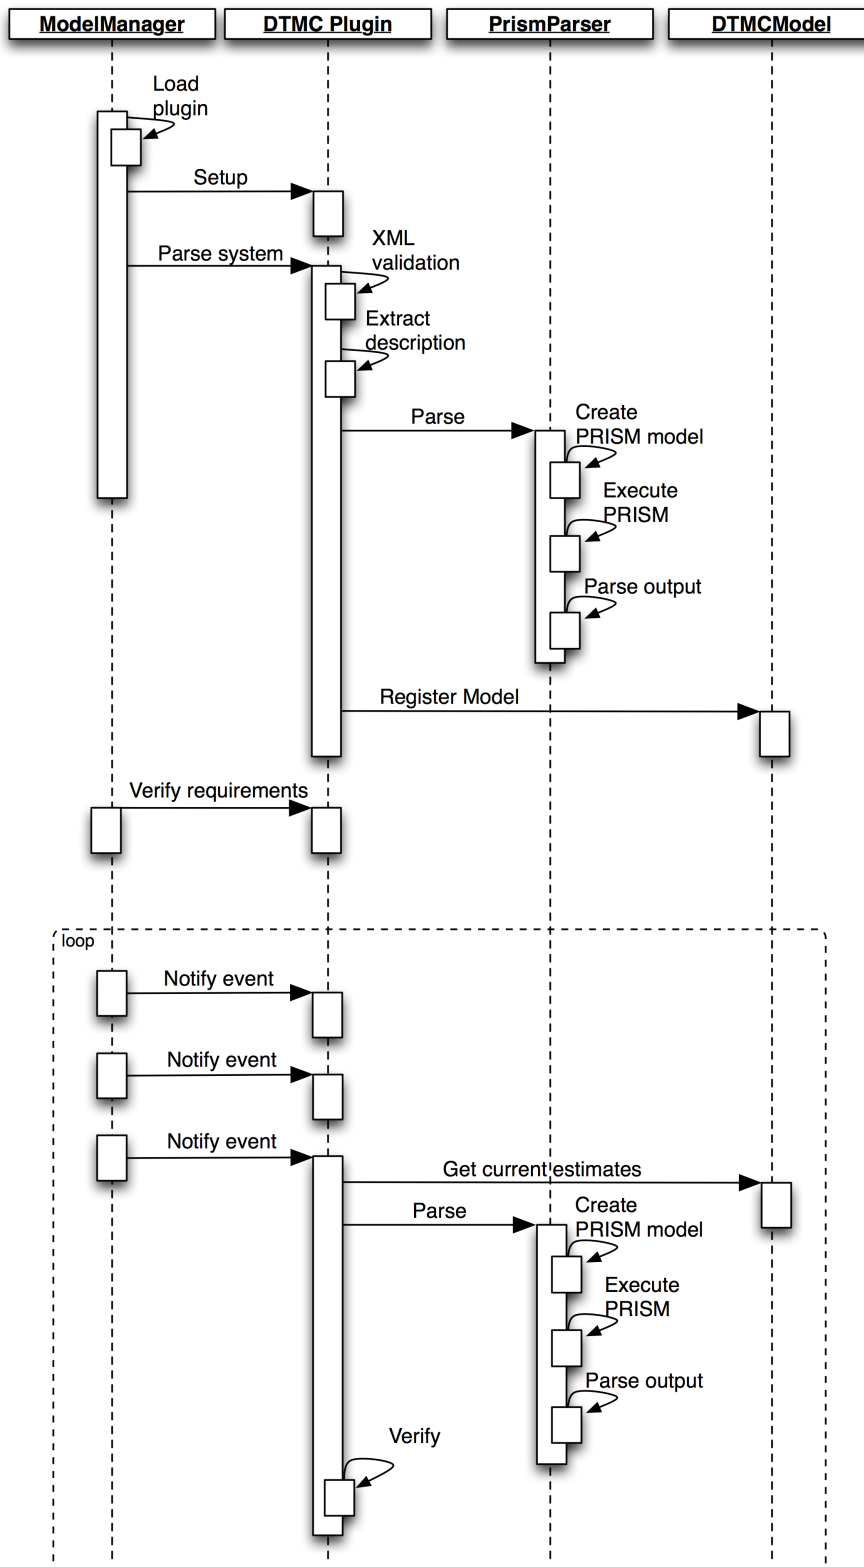 ModelManager
DTMC Plugin
PrismParser
DTMCModel
Load
plugin
Setup
Parse system
XML
validation
Extract
description
Parse
Create
PRISM model
Execute
PRISM
Parse output
Register Model
Verify requirements
loop
Notify event
Notify event
Notify event
Get current estimates
Parse
Create
PRISM model
Execute
PRISM
Parse output
Verify